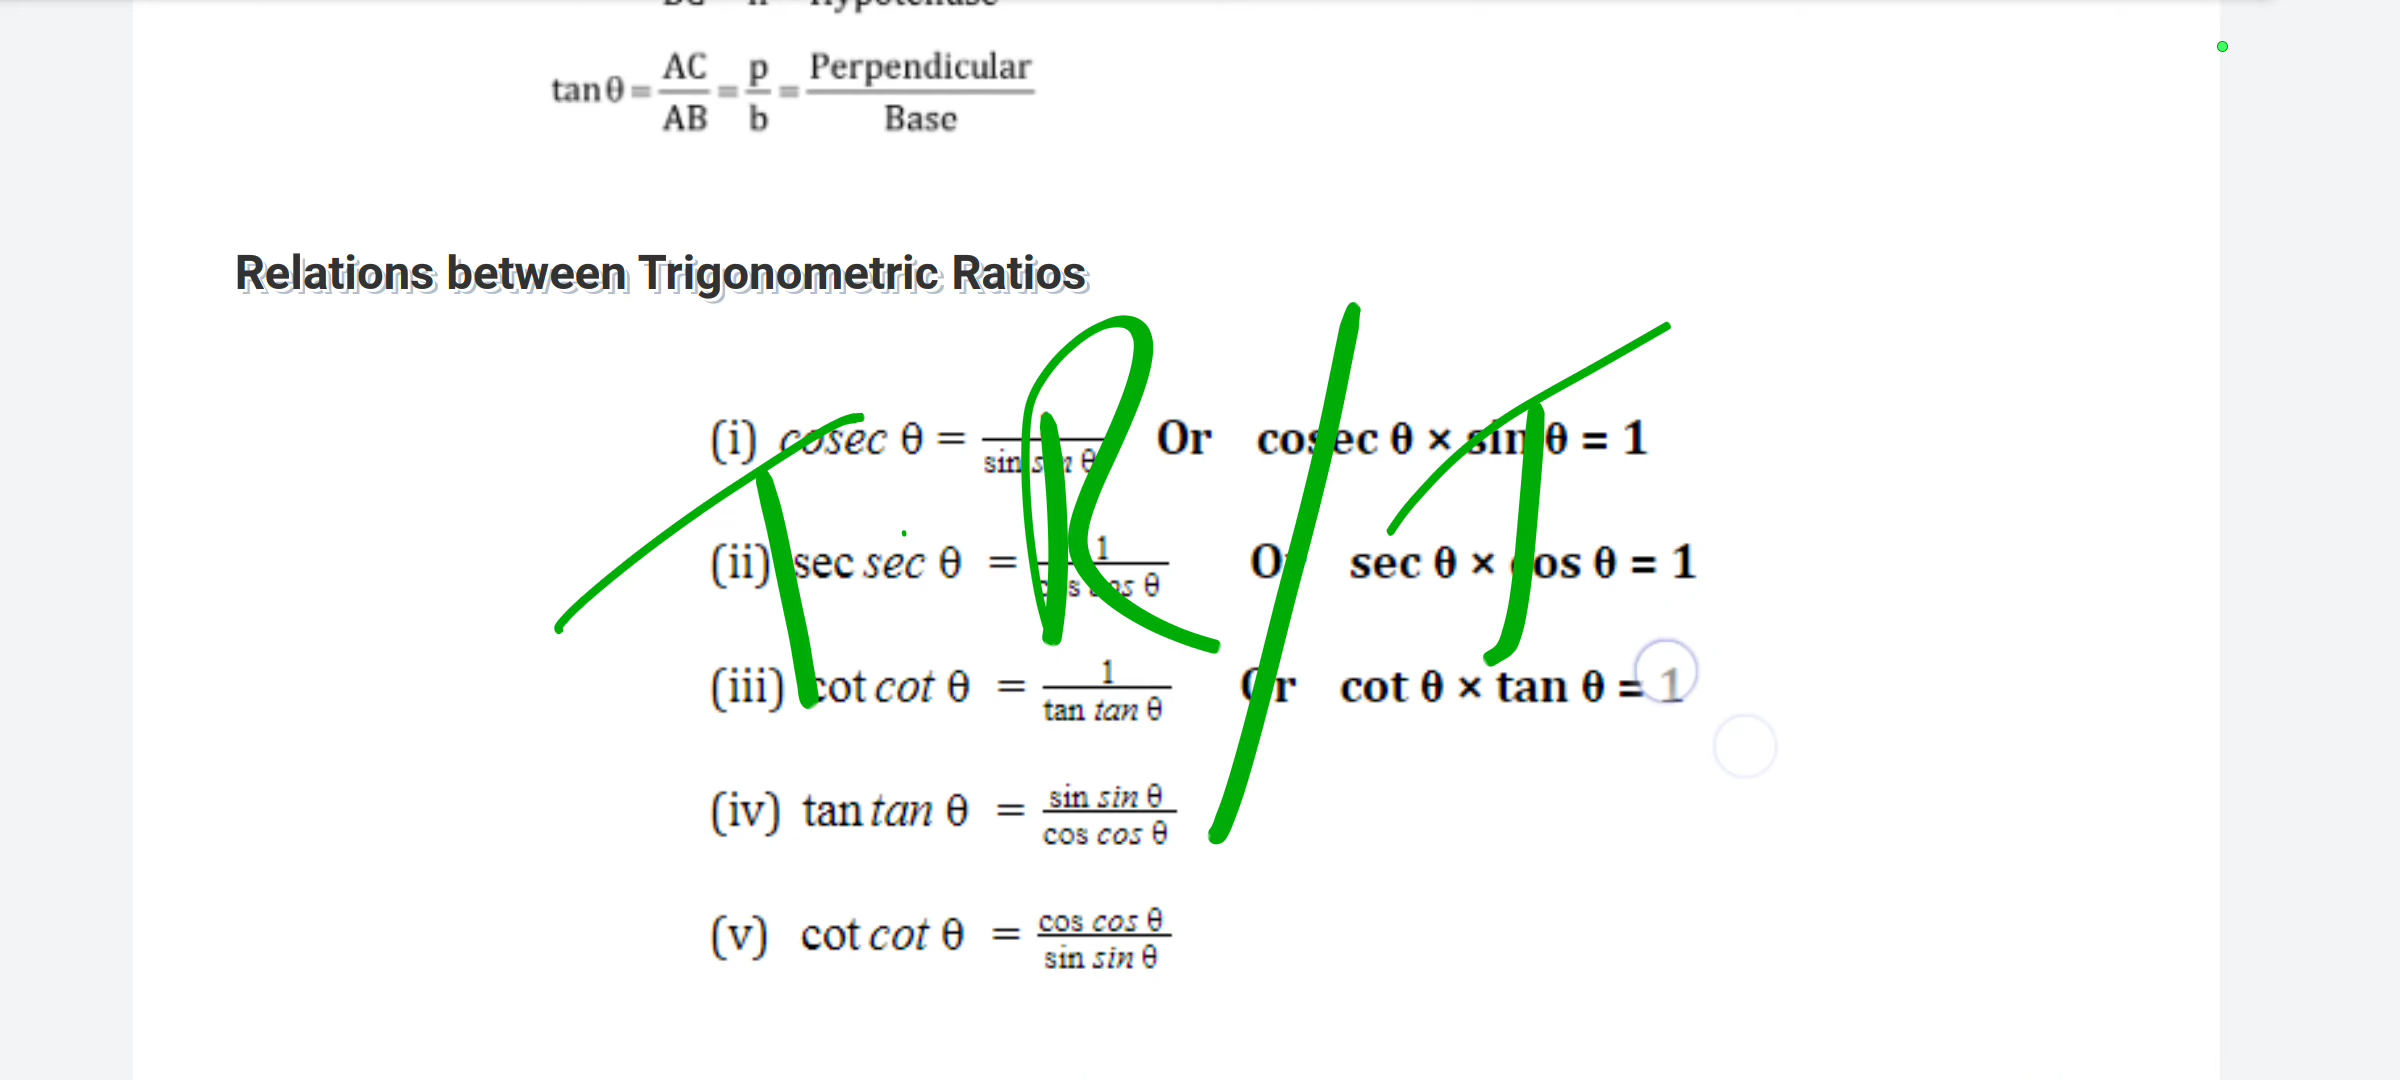 tanθ = AC/AB = p/b = Perpendicular/Base
Relations between Trigonometric Ratios
(i) cosec θ = /sin sin θ Or cosec θ × sin θ = 1
(ii) sec sec θ = 1/cos cos θ Or sec θ × cos θ = 1
(iii) cot cot θ = 1/tan tan θ Or cot θ × tan θ = 1
(iv) tan tan θ = sin sin θ/cos cos θ
(v) cot cot θ = cos cos θ/sin sin θ
TR/T